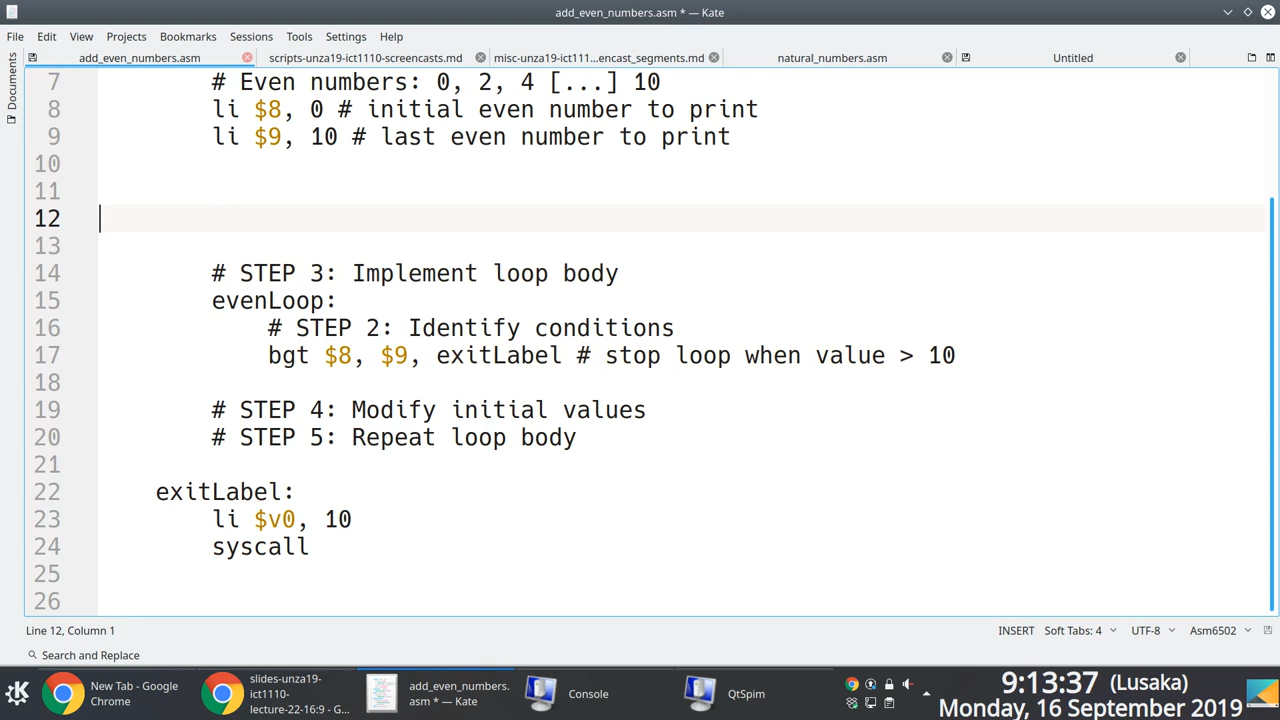 add_even_numbers.asm * — Kate
File Edit View Projects Bookmarks Sessions Tools Settings Help
add_even_numbers.asm scripts-unza19-ict1110-screencasts.md misc-unza19-ict111...encast_segments.md natural_numbers.asm Untitled
Documents
7 # Even numbers: 0, 2, 4 [...] 10
8 li $8, 0 # initial even number to print
9 li $9, 10 # last even number to print
10
11
12
13
14 # STEP 3: Implement loop body
15 evenLoop:
16 # STEP 2: Identify conditions
17 bgt $8, $9, exitLabel # stop loop when value > 10
18
19 # STEP 4: Modify initial values
20 # STEP 5: Repeat loop body
21
22 exitLabel:
23 li $v0, 10
24 syscall
25
26
Line 12, Column 1 INSERT Soft Tabs: 4 UTF-8 Asm6502
Search and Replace
New Tab - Google Chrome
slides-unza19-ict1110-lecture-22-16:9 - G...
add_even_numbers.asm * — Kate
Console
QtSpim
9:13:37 (Lusaka)
Monday, 16 September 2019